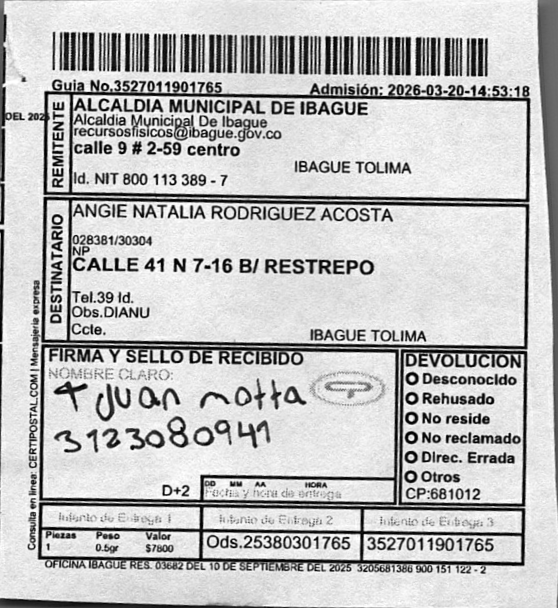 Guia No.3527011901765
Admisión: 2026-03-20-14:53:18
DEL 202
REMITENTE
ALCALDIA MUNICIPAL DE IBAGUE
Alcaldia Municipal De Ibague
recursosfisicos@ibague.gov.co
calle 9 # 2-59 centro
IBAGUE TOLIMA
Id. NIT 800 113 389 - 7
DESTINATARIO
ANGIE NATALIA RODRIGUEZ ACOSTA
028381/30304
NP
CALLE 41 N 7-16 B/ RESTREPO
Tel.39 Id.
Obs.DIANU
Ccte.
IBAGUE TOLIMA
Consulta en linea: CERTIPOSTAL.COM | Mensajeria expresa
FIRMA Y SELLO DE RECIBIDO
NOMBRE CLARO:
Juan motta
3123080941
D+2
DD MM AA HORA
Fecha y hora de entrega
DEVOLUCION
Desconocido
Rehusado
No reside
No reclamado
Direc. Errada
Otros
CP:681012
Intento de Entrega 1
Intento de Entrega 2
Intento de Entrega 3
Piezas Peso Valor
1 0.5gr $7800
Ods.25380301765
3527011901765
OFICINA IBAGUE RES. 03682 DEL 10 DE SEPTIEMBRE DEL 2025 3205681386 900 151 122 - 2